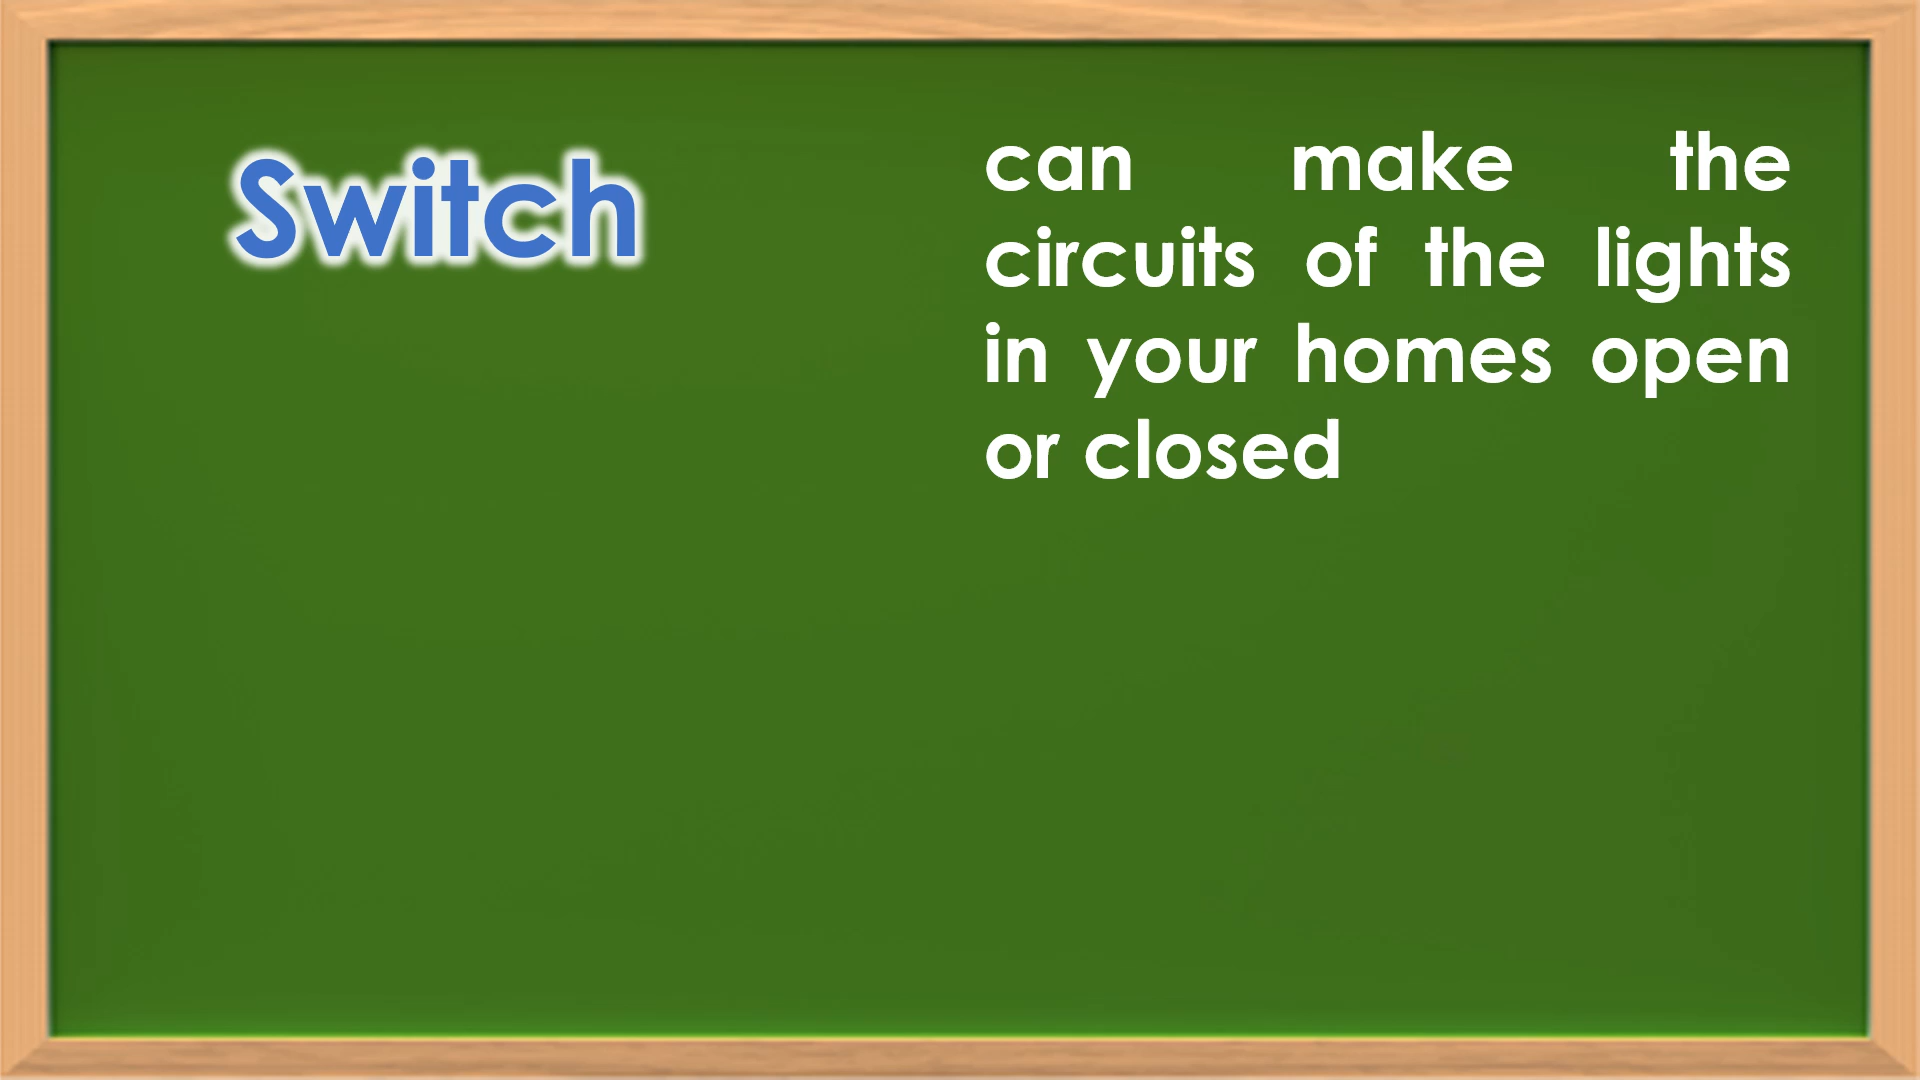 Switch
can make the
circuits of the lights
in your homes open
or closed